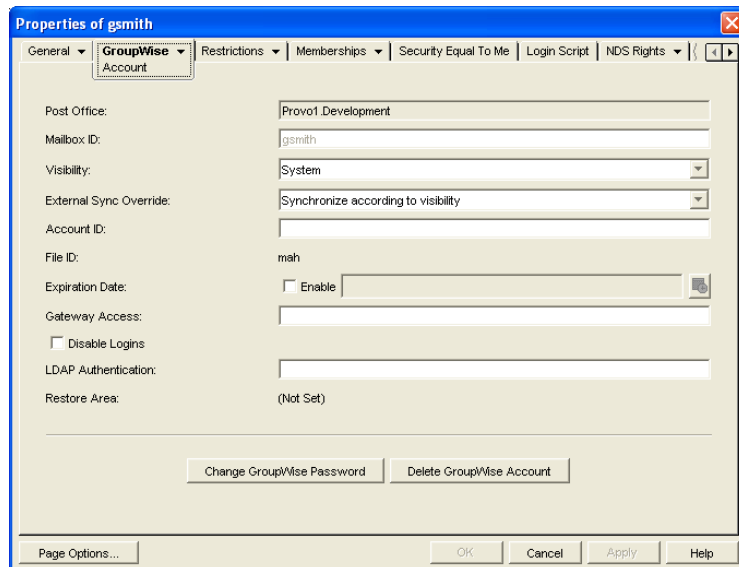 Properties of gsmith
General GroupWise Restrictions Memberships Security Equal To Me Login Script NDS Rights
Account
Post Office: Provo1.Development
Mailbox ID: gsmith
Visibility: System
External Sync Override: Synchronize according to visibility
Account ID:
File ID: mah
Expiration Date: Enable
Gateway Access:
Disable Logins
LDAP Authentication:
Restore Area: (Not Set)
Change GroupWise Password Delete GroupWise Account
Page Options... OK Cancel Apply Help